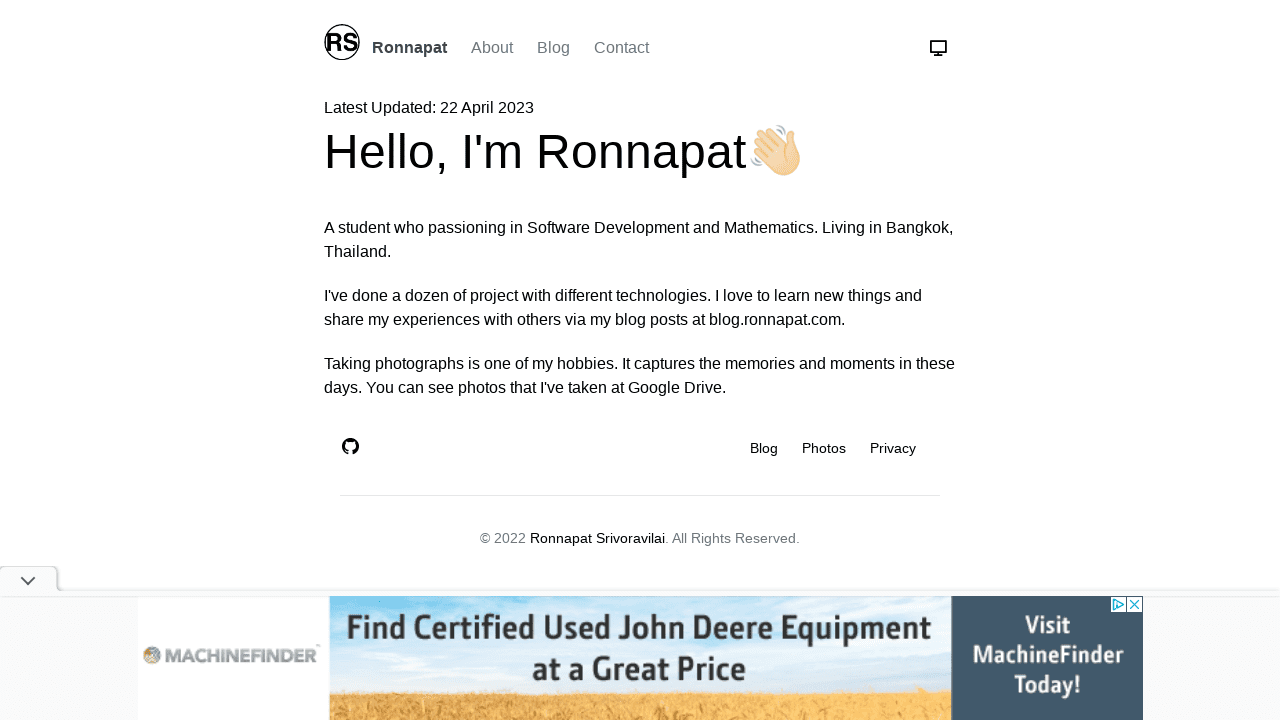 RS
Ronnapat About Blog Contact
Latest Updated: 22 April 2023
Hello, I'm Ronnapat👋🏼
A student who passioning in Software Development and Mathematics. Living in Bangkok,
Thailand.
I've done a dozen of project with different technologies. I love to learn new things and
share my experiences with others via my blog posts at blog.ronnapat.com.
Taking photographs is one of my hobbies. It captures the memories and moments in these
days. You can see photos that I've taken at Google Drive.
Blog Photos Privacy
© 2022 Ronnapat Srivoravilai. All Rights Reserved.
MACHINEFINDER
Find Certified Used John Deere Equipment
at a Great Price
Visit
MachineFinder
Today!